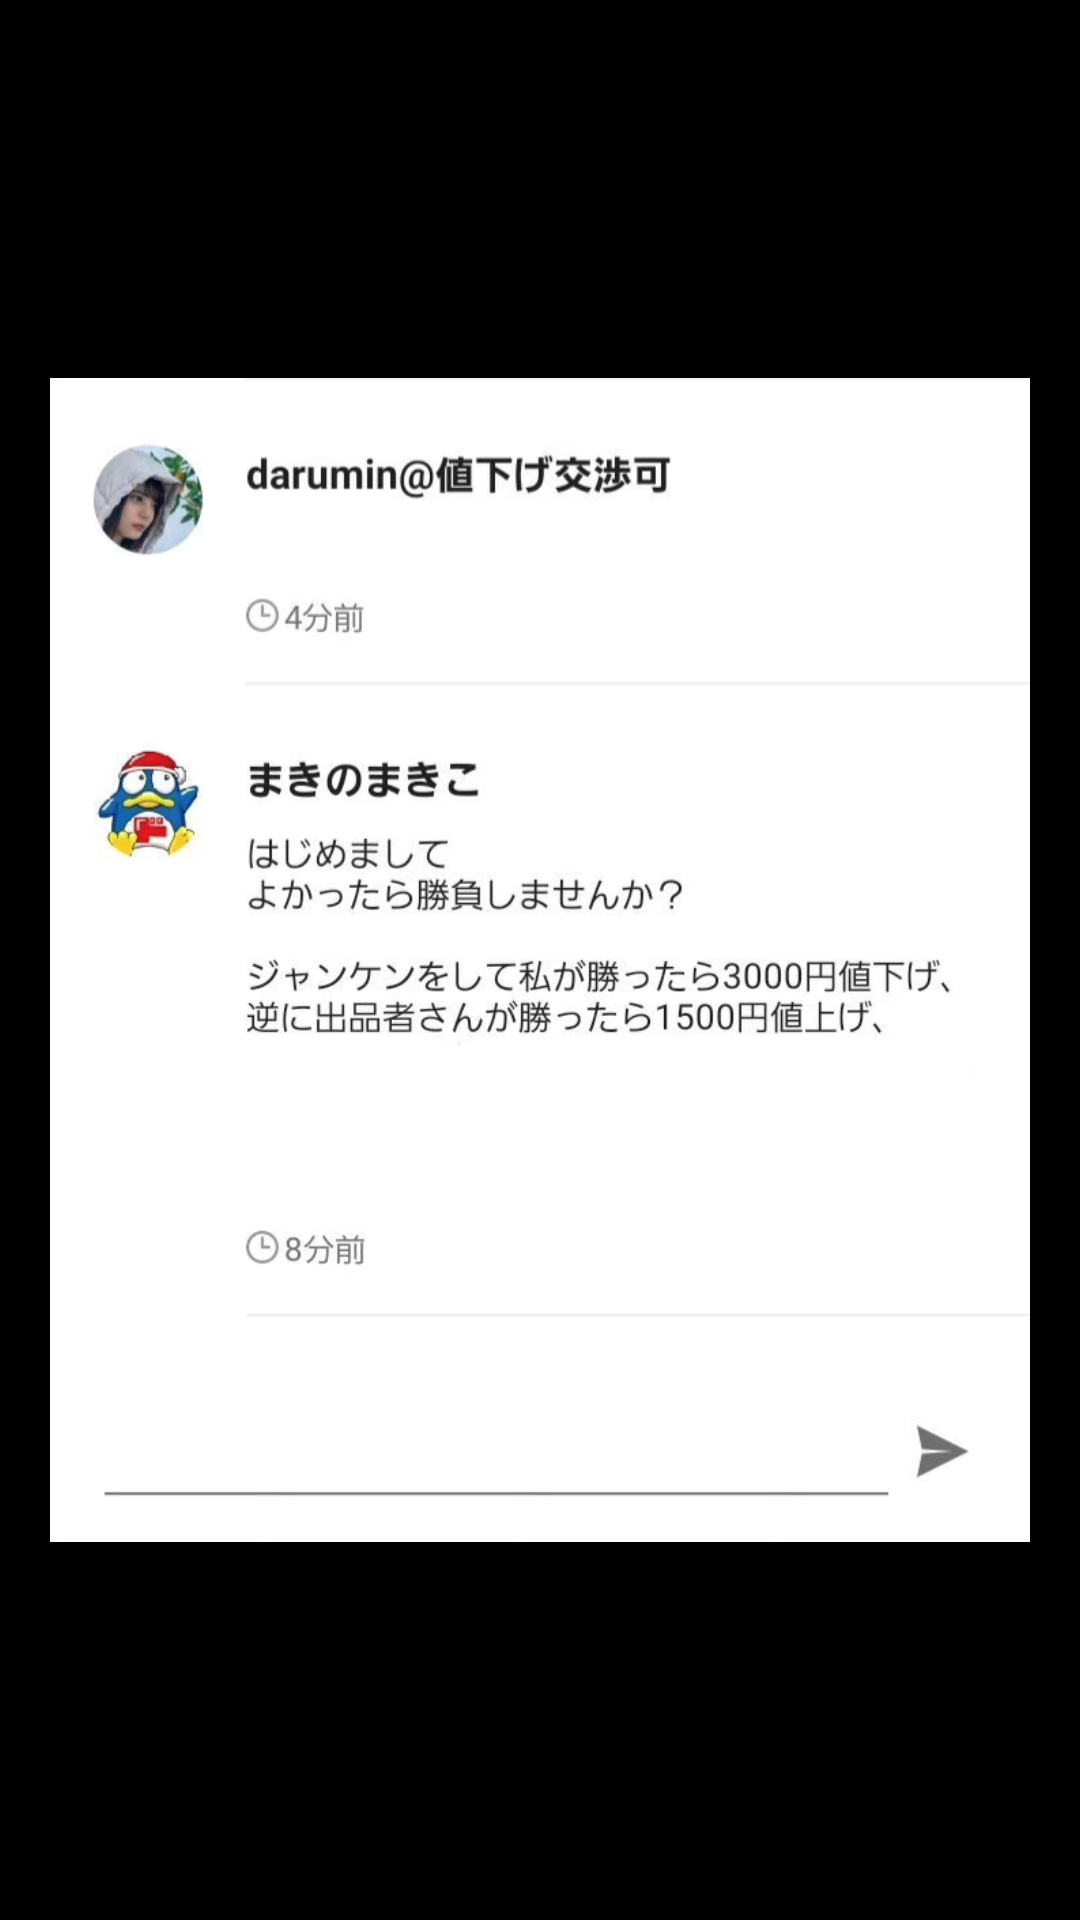 darumin@値下げ交渉可
4分前
まきのまきこ
はじめまして
よかったら勝負しませんか？
ジャンケンをして私が勝ったら3000円値下げ、
逆に出品者さんが勝ったら1500円値上げ、
8分前